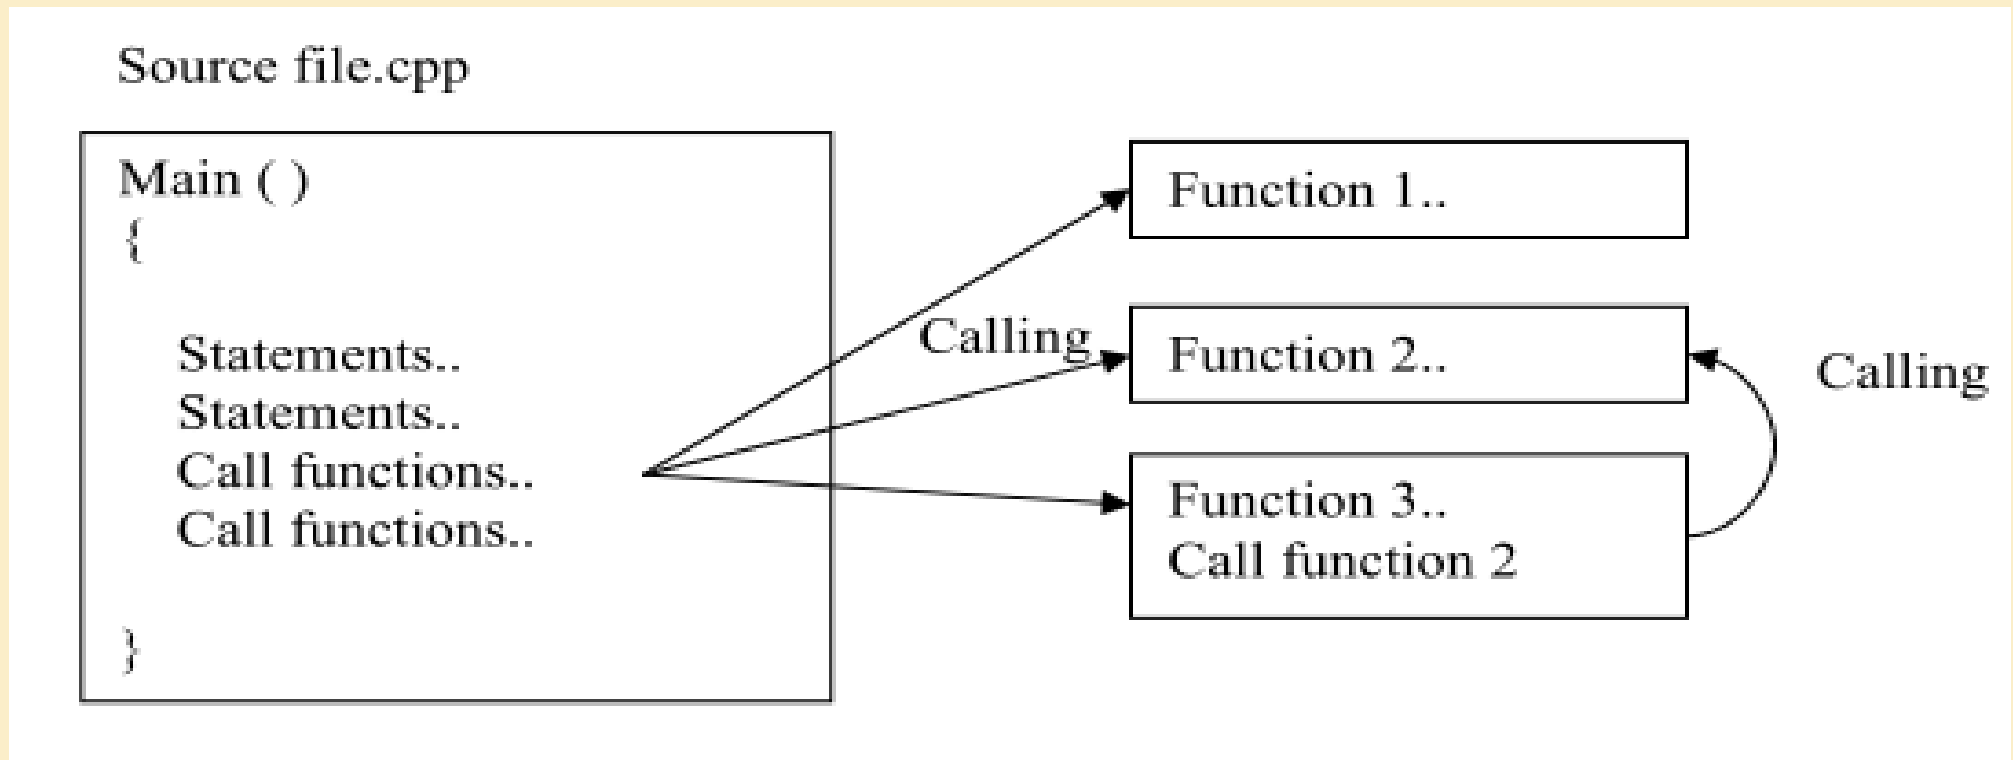 Source file.cpp
Main ( )
{
Statements..
Statements..
Call functions..
Call functions..
}
Calling
Function 1..
Function 2..
Function 3..
Call function 2
Calling